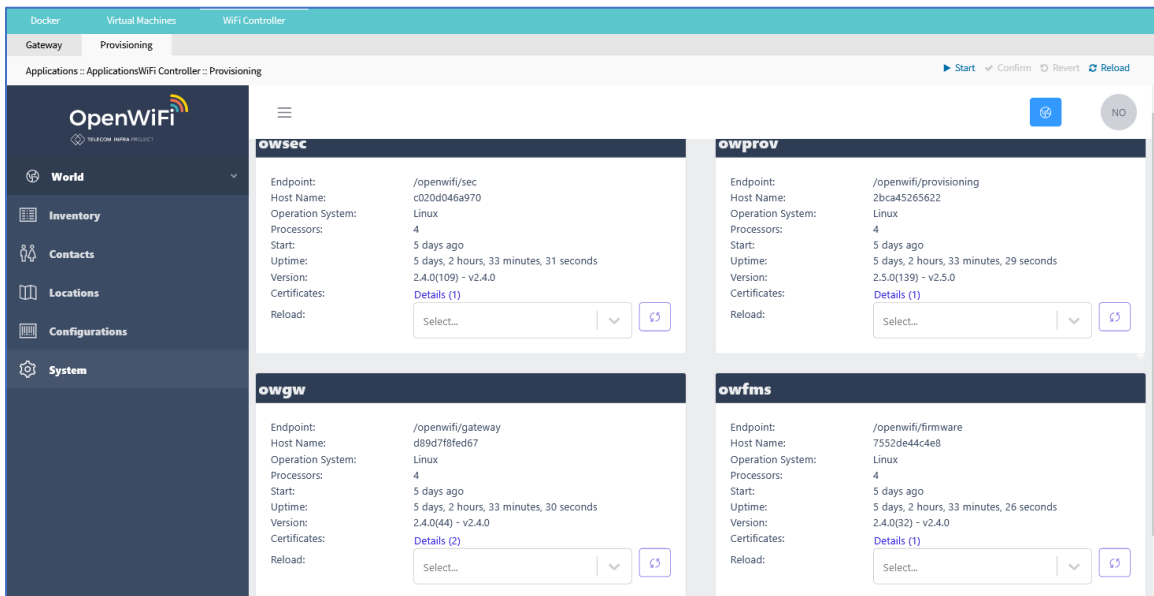 Docker Virtual Machines WiFi Controller
Gateway Provisioning
Applications :: ApplicationsWiFi Controller :: Provisioning Start Confirm Revert Reload
OpenWiFi
TELECOM INFRA PROJECT
NO
World
Inventory
Contacts
Locations
Configurations
System
owsec
Endpoint: /openwifi/sec
Host Name: c020d046a970
Operation System: Linux
Processors: 4
Start: 5 days ago
Uptime: 5 days, 2 hours, 33 minutes, 31 seconds
Version: 2.4.0(109) - v2.4.0
Certificates: Details (1)
Reload: Select...
owprov
Endpoint: /openwifi/provisioning
Host Name: 2bca45265622
Operation System: Linux
Processors: 4
Start: 5 days ago
Uptime: 5 days, 2 hours, 33 minutes, 29 seconds
Version: 2.5.0(139) - v2.5.0
Certificates: Details (1)
Reload: Select...
owgw
Endpoint: /openwifi/gateway
Host Name: d89d7f8fed67
Operation System: Linux
Processors: 4
Start: 5 days ago
Uptime: 5 days, 2 hours, 33 minutes, 30 seconds
Version: 2.4.0(44) - v2.4.0
Certificates: Details (2)
Reload: Select...
owfms
Endpoint: /openwifi/firmware
Host Name: 7552de44c4e8
Operation System: Linux
Processors: 4
Start: 5 days ago
Uptime: 5 days, 2 hours, 33 minutes, 26 seconds
Version: 2.4.0(32) - v2.4.0
Certificates: Details (1)
Reload: Select...